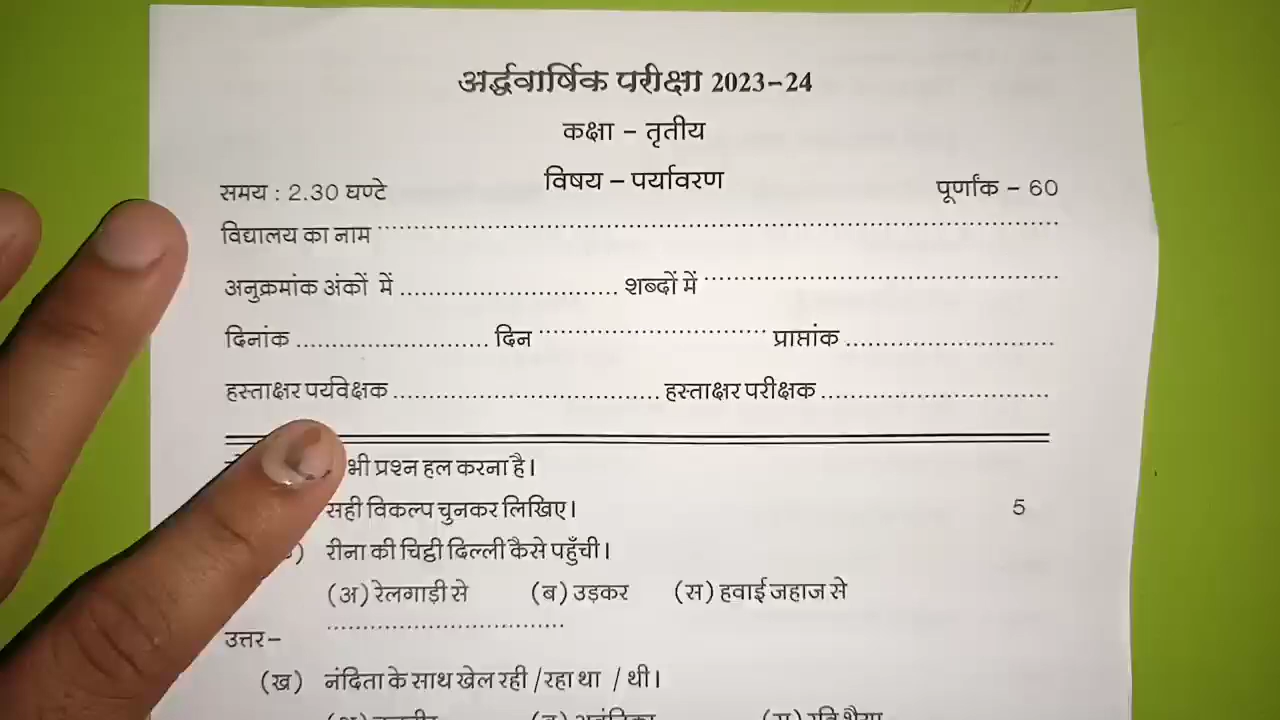 अर्द्धवार्षिक परीक्षा 2023-24
कक्षा - तृतीय
विषय - पर्यावरण
समय : 2.30 घण्टे पूर्णांक - 60
विद्यालय का नाम ..........................................................................................
अनुक्रमांक अंकों में .............................. शब्दों में ..............................................
दिनांक .......................... दिन ................................ प्राप्तांक ..............................
हस्ताक्षर पर्यवेक्षक ..................................... हस्ताक्षर परीक्षक ................................
भी प्रश्न हल करना है।
सही विकल्प चुनकर लिखिए। 5
रीना की चिट्ठी दिल्ली कैसे पहुँची।
(अ) रेलगाड़ी से (ब) उड़कर (स) हवाई जहाज से
उत्तर- ..................................
(ख) नंदिता के साथ खेल रही / रहा था / थी।